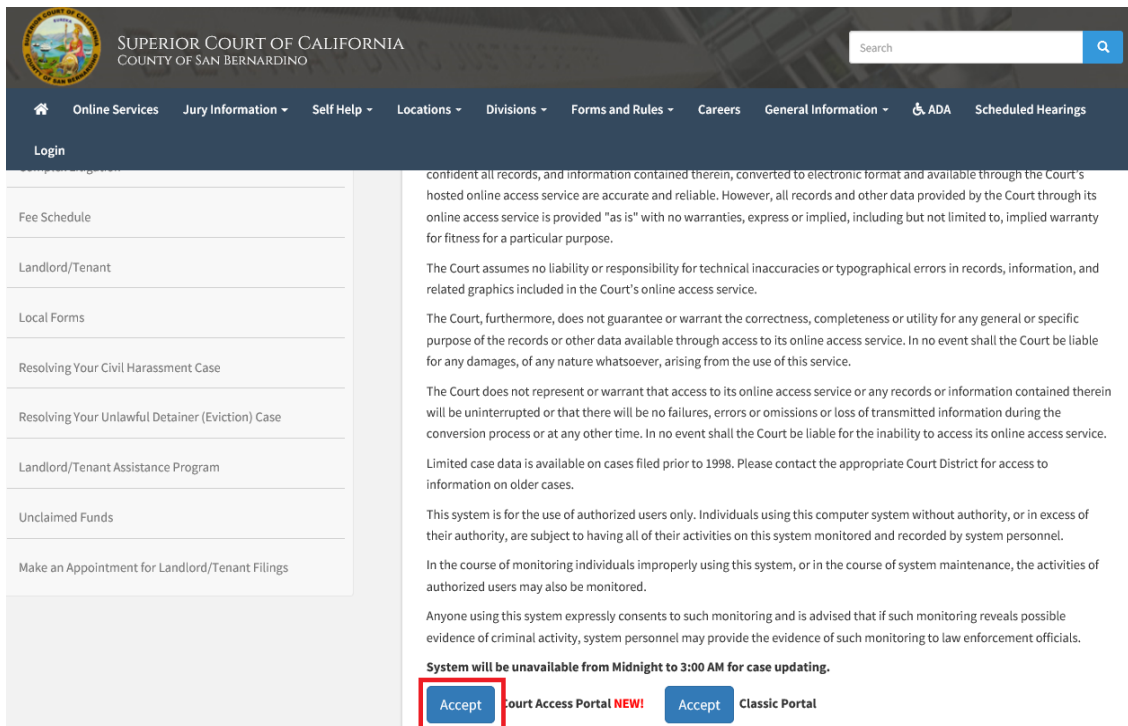 SUPERIOR COURT OF CALIFORNIA
COUNTY OF SAN BERNARDINO
Search
Online Services Jury Information Self Help Locations Divisions Forms and Rules Careers General Information ADA Scheduled Hearings
Login
Complex Litigation
Fee Schedule
Landlord/Tenant
Local Forms
Resolving Your Civil Harassment Case
Resolving Your Unlawful Detainer (Eviction) Case
Landlord/Tenant Assistance Program
Unclaimed Funds
Make an Appointment for Landlord/Tenant Filings
confident all records, and information contained therein, converted to electronic format and available through the Court's
hosted online access service are accurate and reliable. However, all records and other data provided by the Court through its
online access service is provided "as is" with no warranties, express or implied, including but not limited to, implied warranty
for fitness for a particular purpose.
The Court assumes no liability or responsibility for technical inaccuracies or typographical errors in records, information, and
related graphics included in the Court's online access service.
The Court, furthermore, does not guarantee or warrant the correctness, completeness or utility for any general or specific
purpose of the records or other data available through access to its online access service. In no event shall the Court be liable
for any damages, of any nature whatsoever, arising from the use of this service.
The Court does not represent or warrant that access to its online access service or any records or information contained therein
will be uninterrupted or that there will be no failures, errors or omissions or loss of transmitted information during the
conversion process or at any other time. In no event shall the Court be liable for the inability to access its online access service.
Limited case data is available on cases filed prior to 1998. Please contact the appropriate Court District for access to
information on older cases.
This system is for the use of authorized users only. Individuals using this computer system without authority, or in excess of
their authority, are subject to having all of their activities on this system monitored and recorded by system personnel.
In the course of monitoring individuals improperly using this system, or in the course of system maintenance, the activities of
authorized users may also be monitored.
Anyone using this system expressly consents to such monitoring and is advised that if such monitoring reveals possible
evidence of criminal activity, system personnel may provide the evidence of such monitoring to law enforcement officials.
System will be unavailable from Midnight to 3:00 AM for case updating.
Accept Court Access Portal NEW! Accept Classic Portal